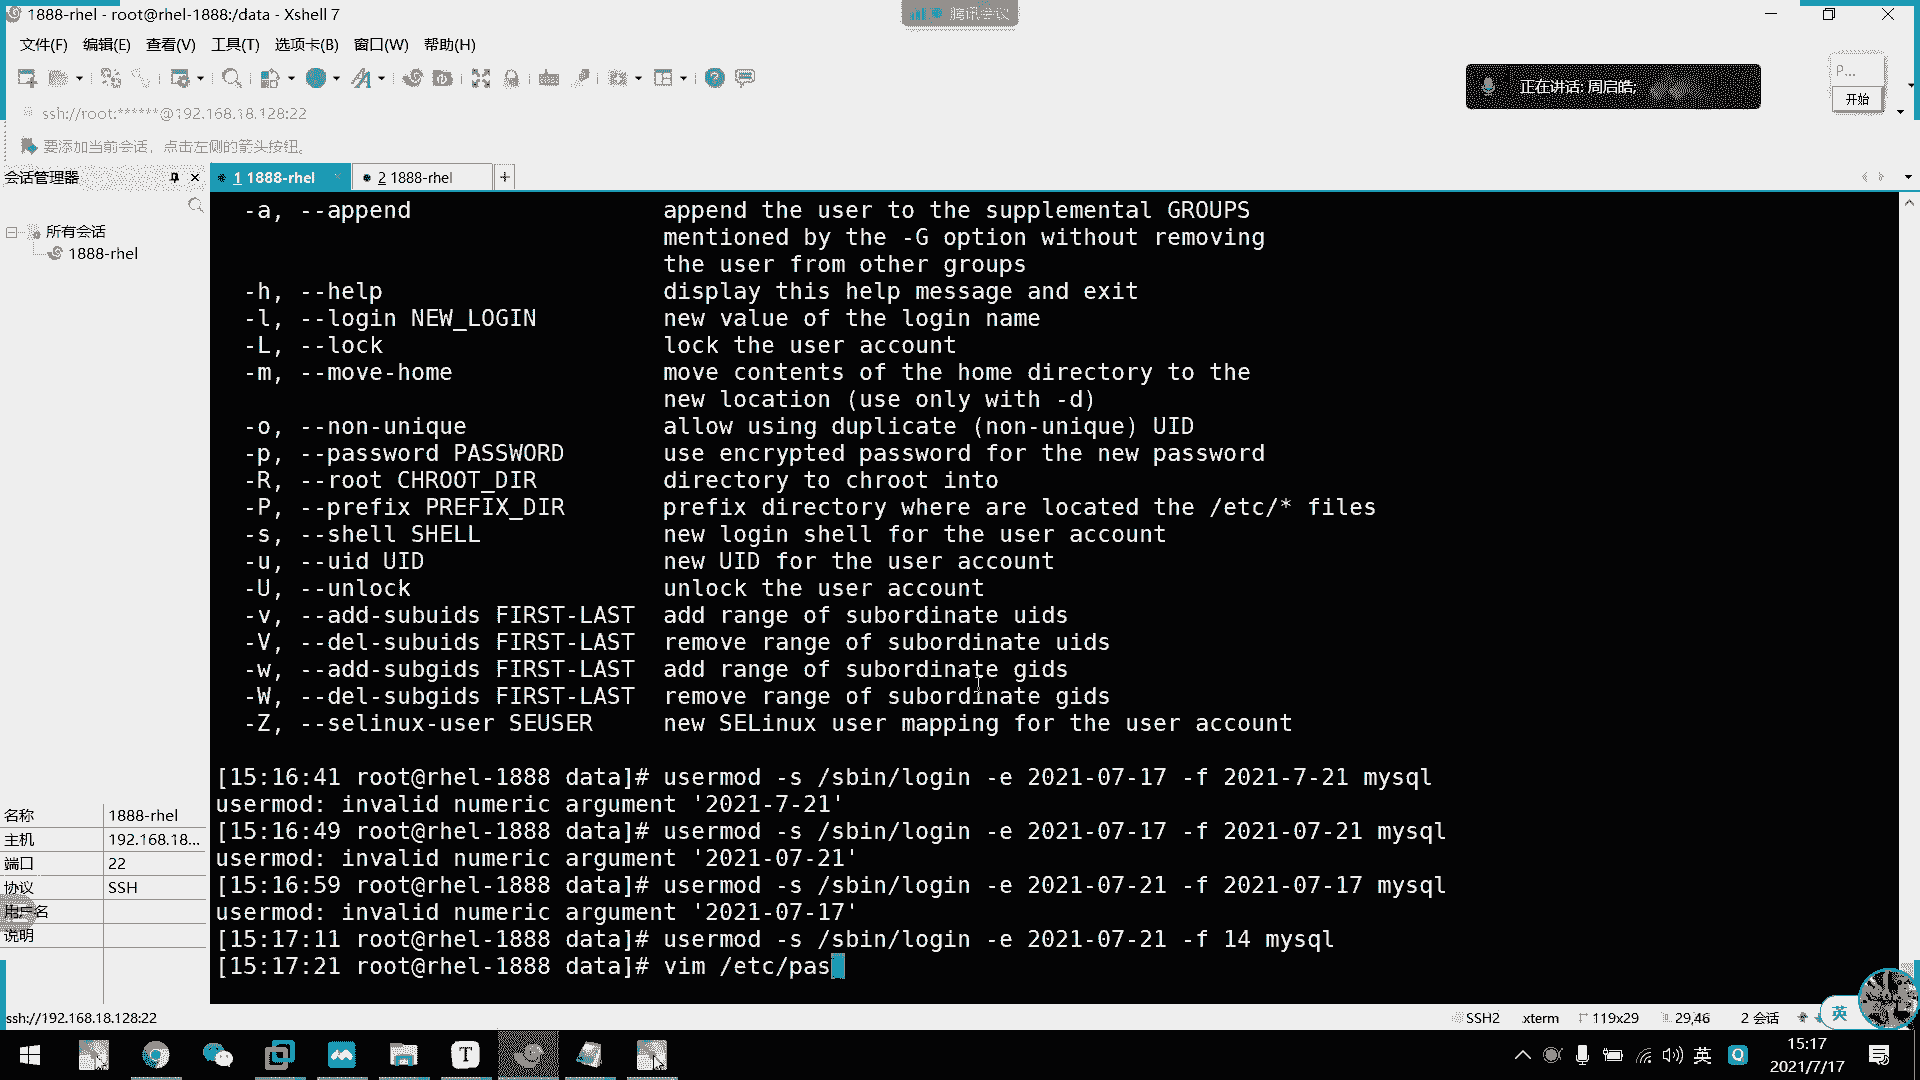 1888-rhel - root@rhel-1888:/data - Xshell 7
腾讯会议
文件(F) 编辑(E) 查看(V) 工具(T) 选项卡(B) 窗口(W) 帮助(H)
正在讲话: 周启皓;
P...
开始
ssh://root:******@192.168.18.128:22
要添加当前会话，点击左侧的箭头按钮。
会话管理器
1 1888-rhel
2 1888-rhel
所有会话
1888-rhel
-a, --append append the user to the supplemental GROUPS
mentioned by the -G option without removing
the user from other groups
-h, --help display this help message and exit
-l, --login NEW_LOGIN new value of the login name
-L, --lock lock the user account
-m, --move-home move contents of the home directory to the
new location (use only with -d)
-o, --non-unique allow using duplicate (non-unique) UID
-p, --password PASSWORD use encrypted password for the new password
-R, --root CHROOT_DIR directory to chroot into
-P, --prefix PREFIX_DIR prefix directory where are located the /etc/* files
-s, --shell SHELL new login shell for the user account
-u, --uid UID new UID for the user account
-U, --unlock unlock the user account
-v, --add-subuids FIRST-LAST add range of subordinate uids
-V, --del-subuids FIRST-LAST remove range of subordinate uids
-w, --add-subgids FIRST-LAST add range of subordinate gids
-W, --del-subgids FIRST-LAST remove range of subordinate gids
-Z, --selinux-user SEUSER new SELinux user mapping for the user account
[15:16:41 root@rhel-1888 data]# usermod -s /sbin/login -e 2021-07-17 -f 2021-7-21 mysql
usermod: invalid numeric argument '2021-7-21'
[15:16:49 root@rhel-1888 data]# usermod -s /sbin/login -e 2021-07-17 -f 2021-07-21 mysql
usermod: invalid numeric argument '2021-07-21'
[15:16:59 root@rhel-1888 data]# usermod -s /sbin/login -e 2021-07-21 -f 2021-07-17 mysql
usermod: invalid numeric argument '2021-07-17'
[15:17:11 root@rhel-1888 data]# usermod -s /sbin/login -e 2021-07-21 -f 14 mysql
[15:17:21 root@rhel-1888 data]# vim /etc/pas
名称 1888-rhel
主机 192.168.18...
端口 22
协议 SSH
用户名
说明
ssh://192.168.18.128:22
SSH2 xterm 119x29 29,46 2 会话
英
T
英
15:17
2021/7/17